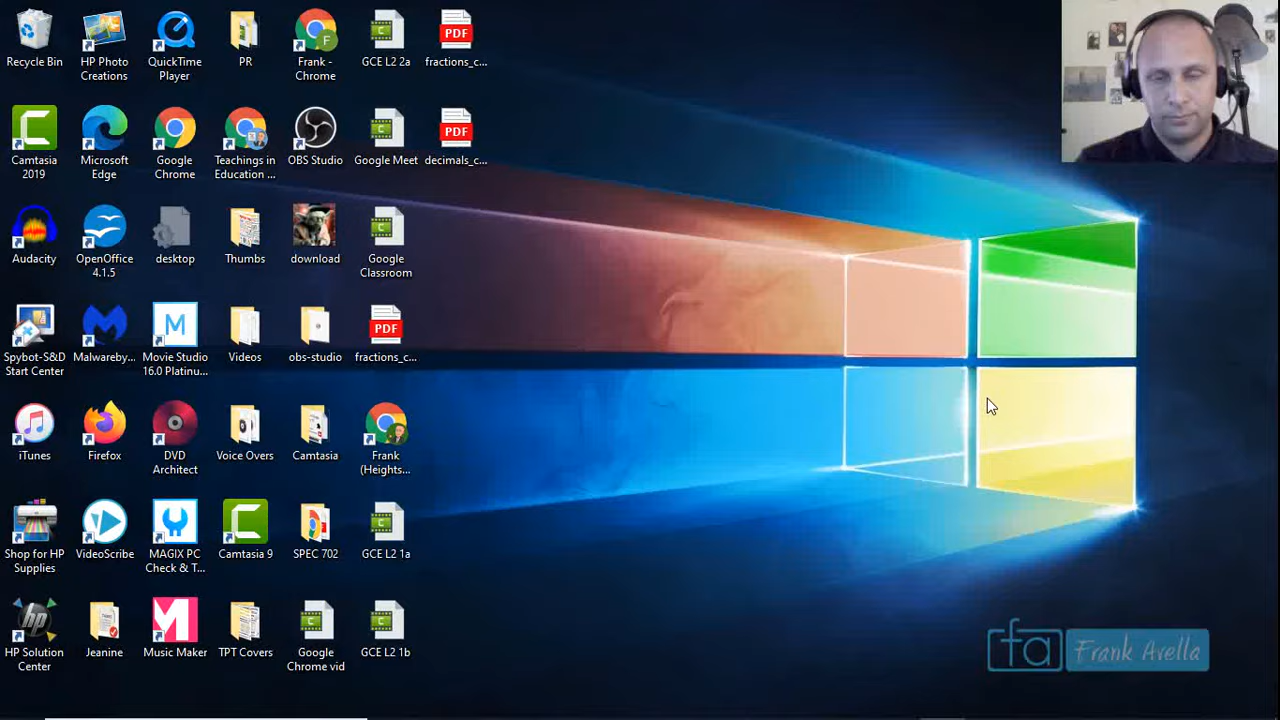 Recycle Bin
HP Photo
Creations
QuickTime
Player
PR
Frank -
Chrome
GCE L2 2a
PDF
fractions_c...
Camtasia
2019
Microsoft
Edge
Google
Chrome
Teachings in
Education ...
OBS Studio
Google Meet
PDF
decimals_c...
Audacity
OpenOffice
4.1.5
desktop
Thumbs
download
Google
Classroom
Spybot-S&D
Start Center
Malwareby...
M
Movie Studio
16.0 Platinu...
Videos
obs-studio
PDF
fractions_c...
iTunes
Firefox
DVD
Architect
Voice Overs
Camtasia
Frank
(Heights...
Shop for HP
Supplies
VideoScribe
MAGIX PC
Check & T...
Camtasia 9
SPEC 702
GCE L2 1a
HP Solution
Center
Jeanine
Music Maker
TPT Covers
Google
Chrome vid
GCE L2 1b
fa Frank Avella